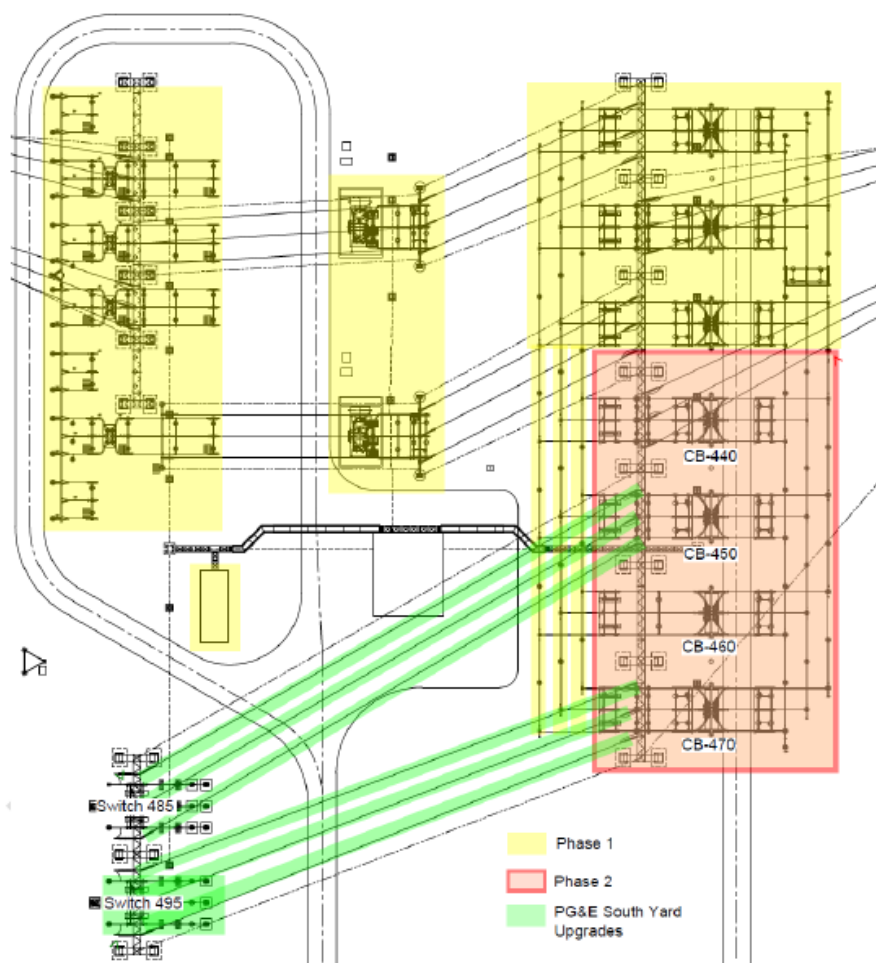 CB-440
CB-450
CB-460
CB-470
Switch 485
Switch 495
Phase 1
Phase 2
PG&E South Yard
Upgrades